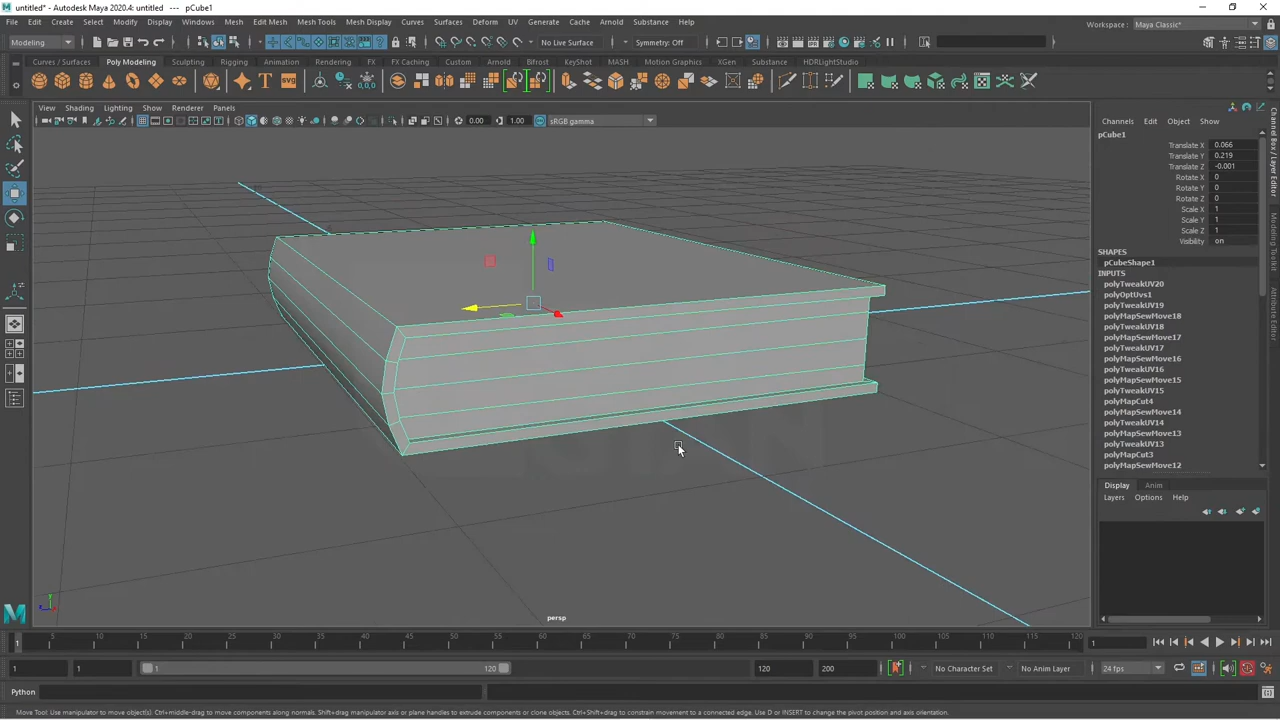 untitled* - Autodesk Maya 2020.4: untitled --- pCube1
File Edit Create Select Modify Display Windows Mesh Edit Mesh Mesh Tools Mesh Display Curves Surfaces Deform UV Generate Cache Arnold Substance Help
Workspace : Maya Classic*
Modeling No Live Surface Symmetry: Off
Curves / Surfaces Poly Modeling Sculpting Rigging Animation Rendering FX FX Caching Custom Arnold Bifrost KeyShot MASH Motion Graphics XGen Substance HDRLightStudio
SVG
View Shading Lighting Show Renderer Panels
0.00 1.00 sRGB gamma
Channels Edit Object Show
pCube1
Translate X 0.066
Translate Y 0.219
Translate Z -0.001
Rotate X 0
Rotate Y 0
Rotate Z 0
Scale X 1
Scale Y 1
Scale Z 1
Visibility on
SHAPES
pCubeShape1
INPUTS
polyTweakUV20
polyOptUvs1
polyTweakUV19
polyMapSewMove18
polyTweakUV18
polyMapSewMove17
polyTweakUV17
polyMapSewMove16
polyTweakUV16
polyMapSewMove15
polyTweakUV15
polyMapCut4
polyMapSewMove14
polyTweakUV14
polyMapSewMove13
polyTweakUV13
polyMapCut3
polyMapSewMove12
Channel Box / Layer Editor
Modeling Toolkit
Attribute Editor
Display Anim
Layers Options Help
persp
1 5 10 15 20 25 30 35 40 45 50 55 60 65 70 75 80 85 90 95 100 105 110 115 120 1
1 1 1 120 120 200 No Character Set No Anim Layer 24 fps
Python
Move Tool: Use manipulator to move object(s). Ctrl+middle-drag to move components along normals. Shift+drag manipulator axis or plane handles to extrude components or clone objects. Ctrl+Shift+drag to constrain movement to a connected edge. Use D or INSERT to change the pivot position and axis orientation.